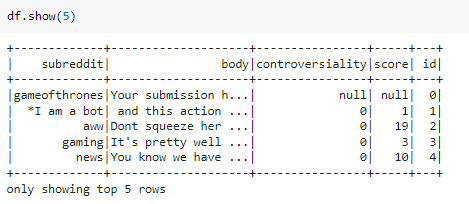 df.show(5)
+-------------+--------------------+----------------+-----+---+
|    subreddit|                body|controversiality|score| id|
+-------------+--------------------+----------------+-----+---+
|gameofthrones|Your submission h...|            null| null|  0|
|  *I am a bot| and this action ...|               0|    1|  1|
|          aww|Dont squeeze her ...|               0|   19|  2|
|       gaming|It's pretty well ...|               0|    3|  3|
|         news|You know we have ...|               0|   10|  4|
+-------------+--------------------+----------------+-----+---+
only showing top 5 rows